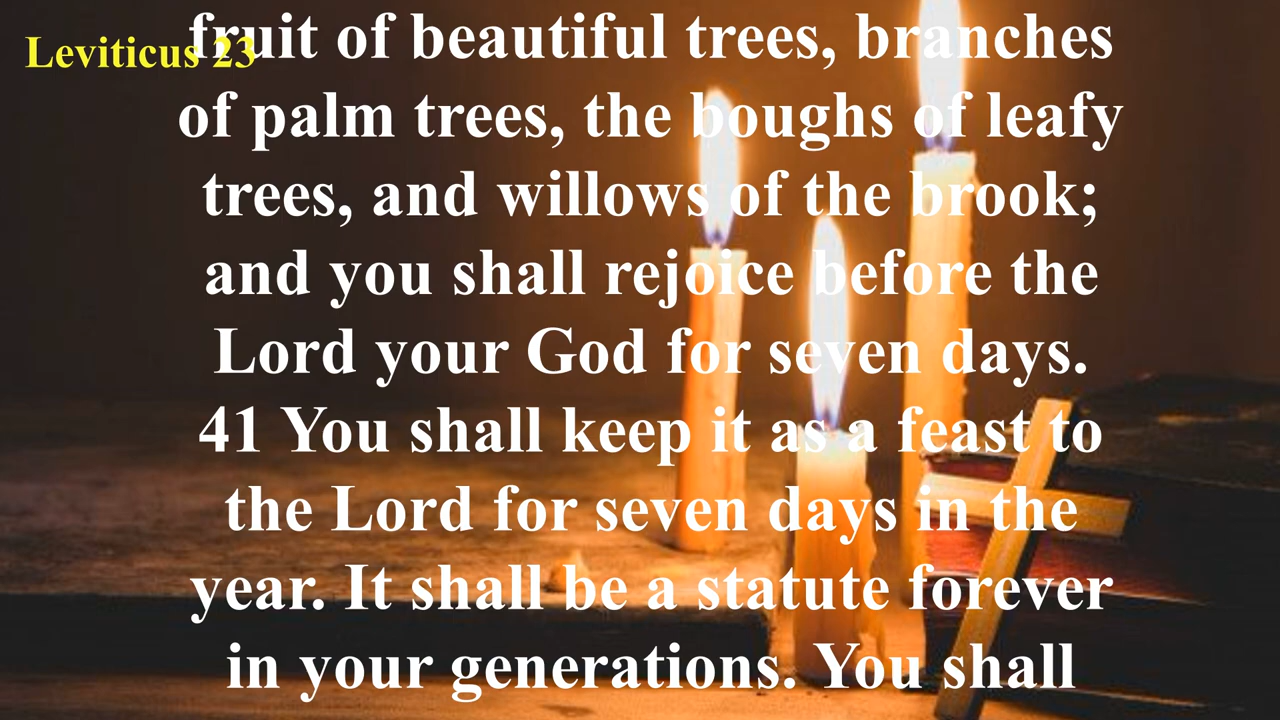 Leviticus 23
fruit of beautiful trees, branches
of palm trees, the boughs of leafy
trees, and willows of the brook;
and you shall rejoice before the
Lord your God for seven days.
41 You shall keep it as a feast to
the Lord for seven days in the
year. It shall be a statute forever
in your generations. You shall